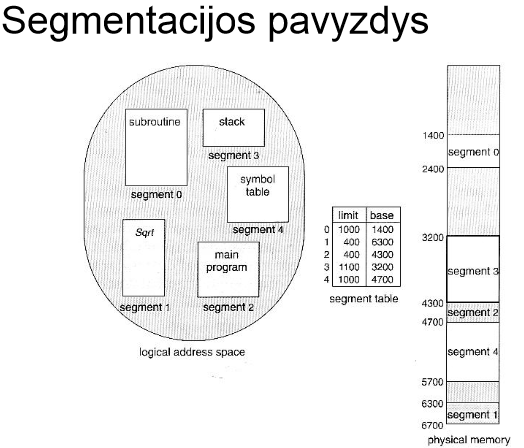 Segmentacijos pavyzdys
subroutine
stack
segment 3
segment 0
symbol
table
segment 4
Sqrt
main
program
segment 1
segment 2
logical address space
limit base
0 1000 1400
1 400 6300
2 400 4300
3 1100 3200
4 1000 4700
segment table
1400
segment 0
2400
3200
segment 3
4300
segment 2
4700
segment 4
5700
6300
segment 1
6700
physical memory